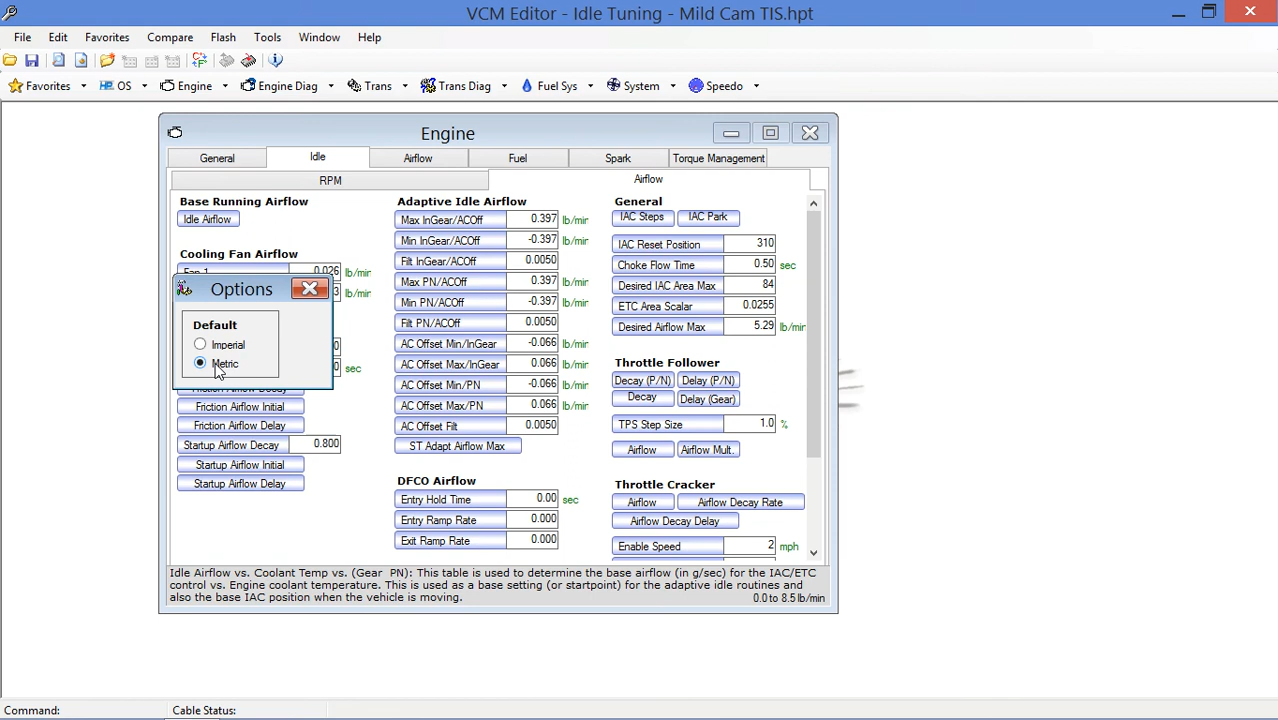 VCM Editor - Idle Tuning - Mild Cam TIS.hpt
File Edit Favorites Compare Flash Tools Window Help
Favorites OS Engine Engine Diag Trans Trans Diag Fuel Sys System Speedo
Engine
General Idle Airflow Fuel Spark Torque Management
RPM Airflow
Base Running Airflow
Idle Airflow
Cooling Fan Airflow
Fan 1 0.026 lb/min
3 lb/min
Options
Default
Imperial
Metric
0
0 sec
Friction Airflow Decay
Friction Airflow Initial
Friction Airflow Delay
Startup Airflow Decay 0.800
Startup Airflow Initial
Startup Airflow Delay
Adaptive Idle Airflow
Max InGear/ACOff 0.397 lb/min
Min InGear/ACOff -0.397 lb/min
Filt InGear/ACOff 0.0050
Max PN/ACOff 0.397 lb/min
Min PN/ACOff -0.397 lb/min
Filt PN/ACOff 0.0050
AC Offset Min/InGear -0.066 lb/min
AC Offset Max/InGear 0.066 lb/min
AC Offset Min/PN -0.066 lb/min
AC Offset Max/PN 0.066 lb/min
AC Offset Filt 0.0050
ST Adapt Airflow Max
DFCO Airflow
Entry Hold Time 0.00 sec
Entry Ramp Rate 0.000
Exit Ramp Rate 0.000
General
IAC Steps IAC Park
IAC Reset Position 310
Choke Flow Time 0.50 sec
Desired IAC Area Max 84
ETC Area Scalar 0.0255
Desired Airflow Max 5.29 lb/min
Throttle Follower
Decay (P/N) Delay (P/N)
Decay Delay (Gear)
TPS Step Size 1.0 %
Airflow Airflow Mult.
Throttle Cracker
Airflow Airflow Decay Rate
Airflow Decay Delay
Enable Speed 2 mph
Idle Airflow vs. Coolant Temp vs. (Gear PN): This table is used to determine the base airflow (in g/sec) for the IAC/ETC
control vs. Engine coolant temperature. This is used as a base setting (or startpoint) for the adaptive idle routines and
also the base IAC position when the vehicle is moving. 0.0 to 8.5 lb/min
Command: Cable Status: